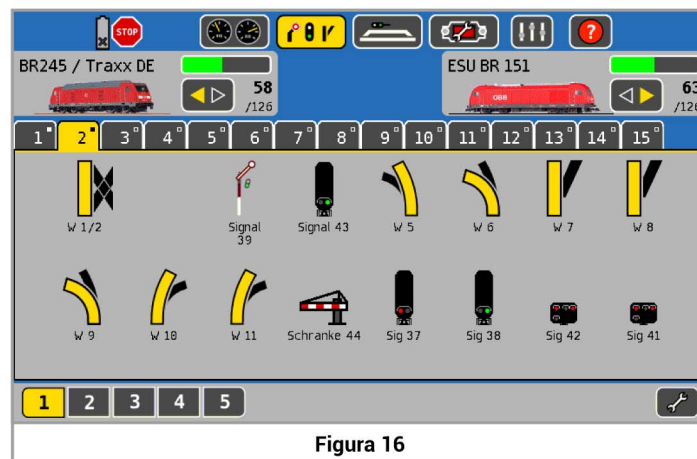 STOP
BR245 / Traxx DE
58
/126
ESU BR 151
63
/126
1 2 3 4 5 6 7 8 9 10 11 12 13 14 15
W 1/2
Signal
39
Signal 43
W 5
W 6
W 7
W 8
W 9
W 10
W 11
Schranke 44
Sig 37
Sig 38
Sig 42
Sig 41
1 2 3 4 5
Figura 16